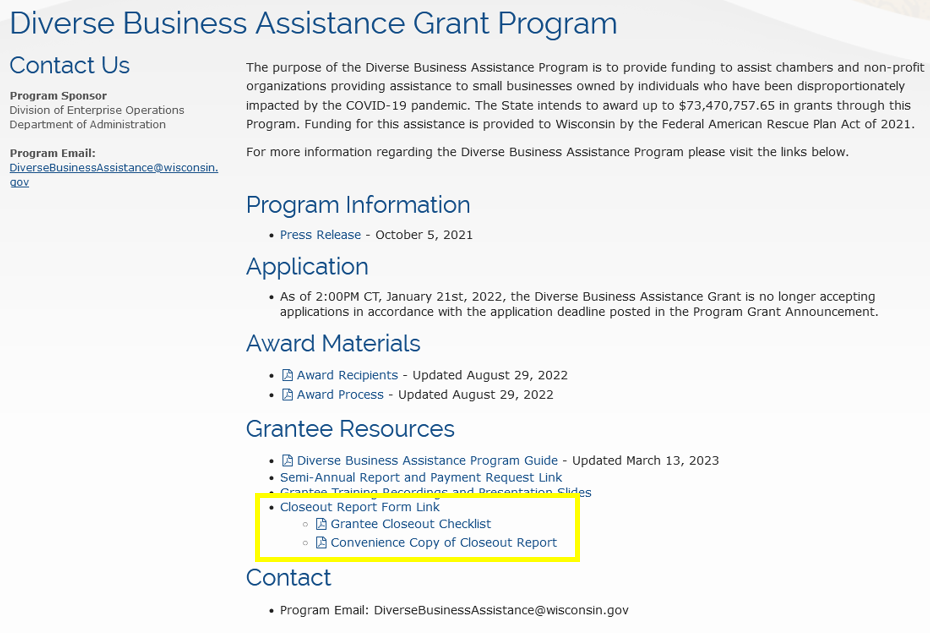 Diverse Business Assistance Grant Program
Contact Us
Program Sponsor
Division of Enterprise Operations
Department of Administration
Program Email:
DiverseBusinessAssistance@wisconsin.
gov
The purpose of the Diverse Business Assistance Program is to provide funding to assist chambers and non-profit
organizations providing assistance to small businesses owned by individuals who have been disproportionately
impacted by the COVID-19 pandemic. The State intends to award up to $73,470,757.65 in grants through this
Program. Funding for this assistance is provided to Wisconsin by the Federal American Rescue Plan Act of 2021.
For more information regarding the Diverse Business Assistance Program please visit the links below.
Program Information
• Press Release - October 5, 2021
Application
• As of 2:00PM CT, January 21st, 2022, the Diverse Business Assistance Grant is no longer accepting
applications in accordance with the application deadline posted in the Program Grant Announcement.
Award Materials
• Award Recipients - Updated August 29, 2022
• Award Process - Updated August 29, 2022
Grantee Resources
• Diverse Business Assistance Program Guide - Updated March 13, 2023
• Semi-Annual Report and Payment Request Link
• Grantee Training Recordings and Presentation Slides
• Closeout Report Form Link
○ Grantee Closeout Checklist
○ Convenience Copy of Closeout Report
Contact
• Program Email: DiverseBusinessAssistance@wisconsin.gov